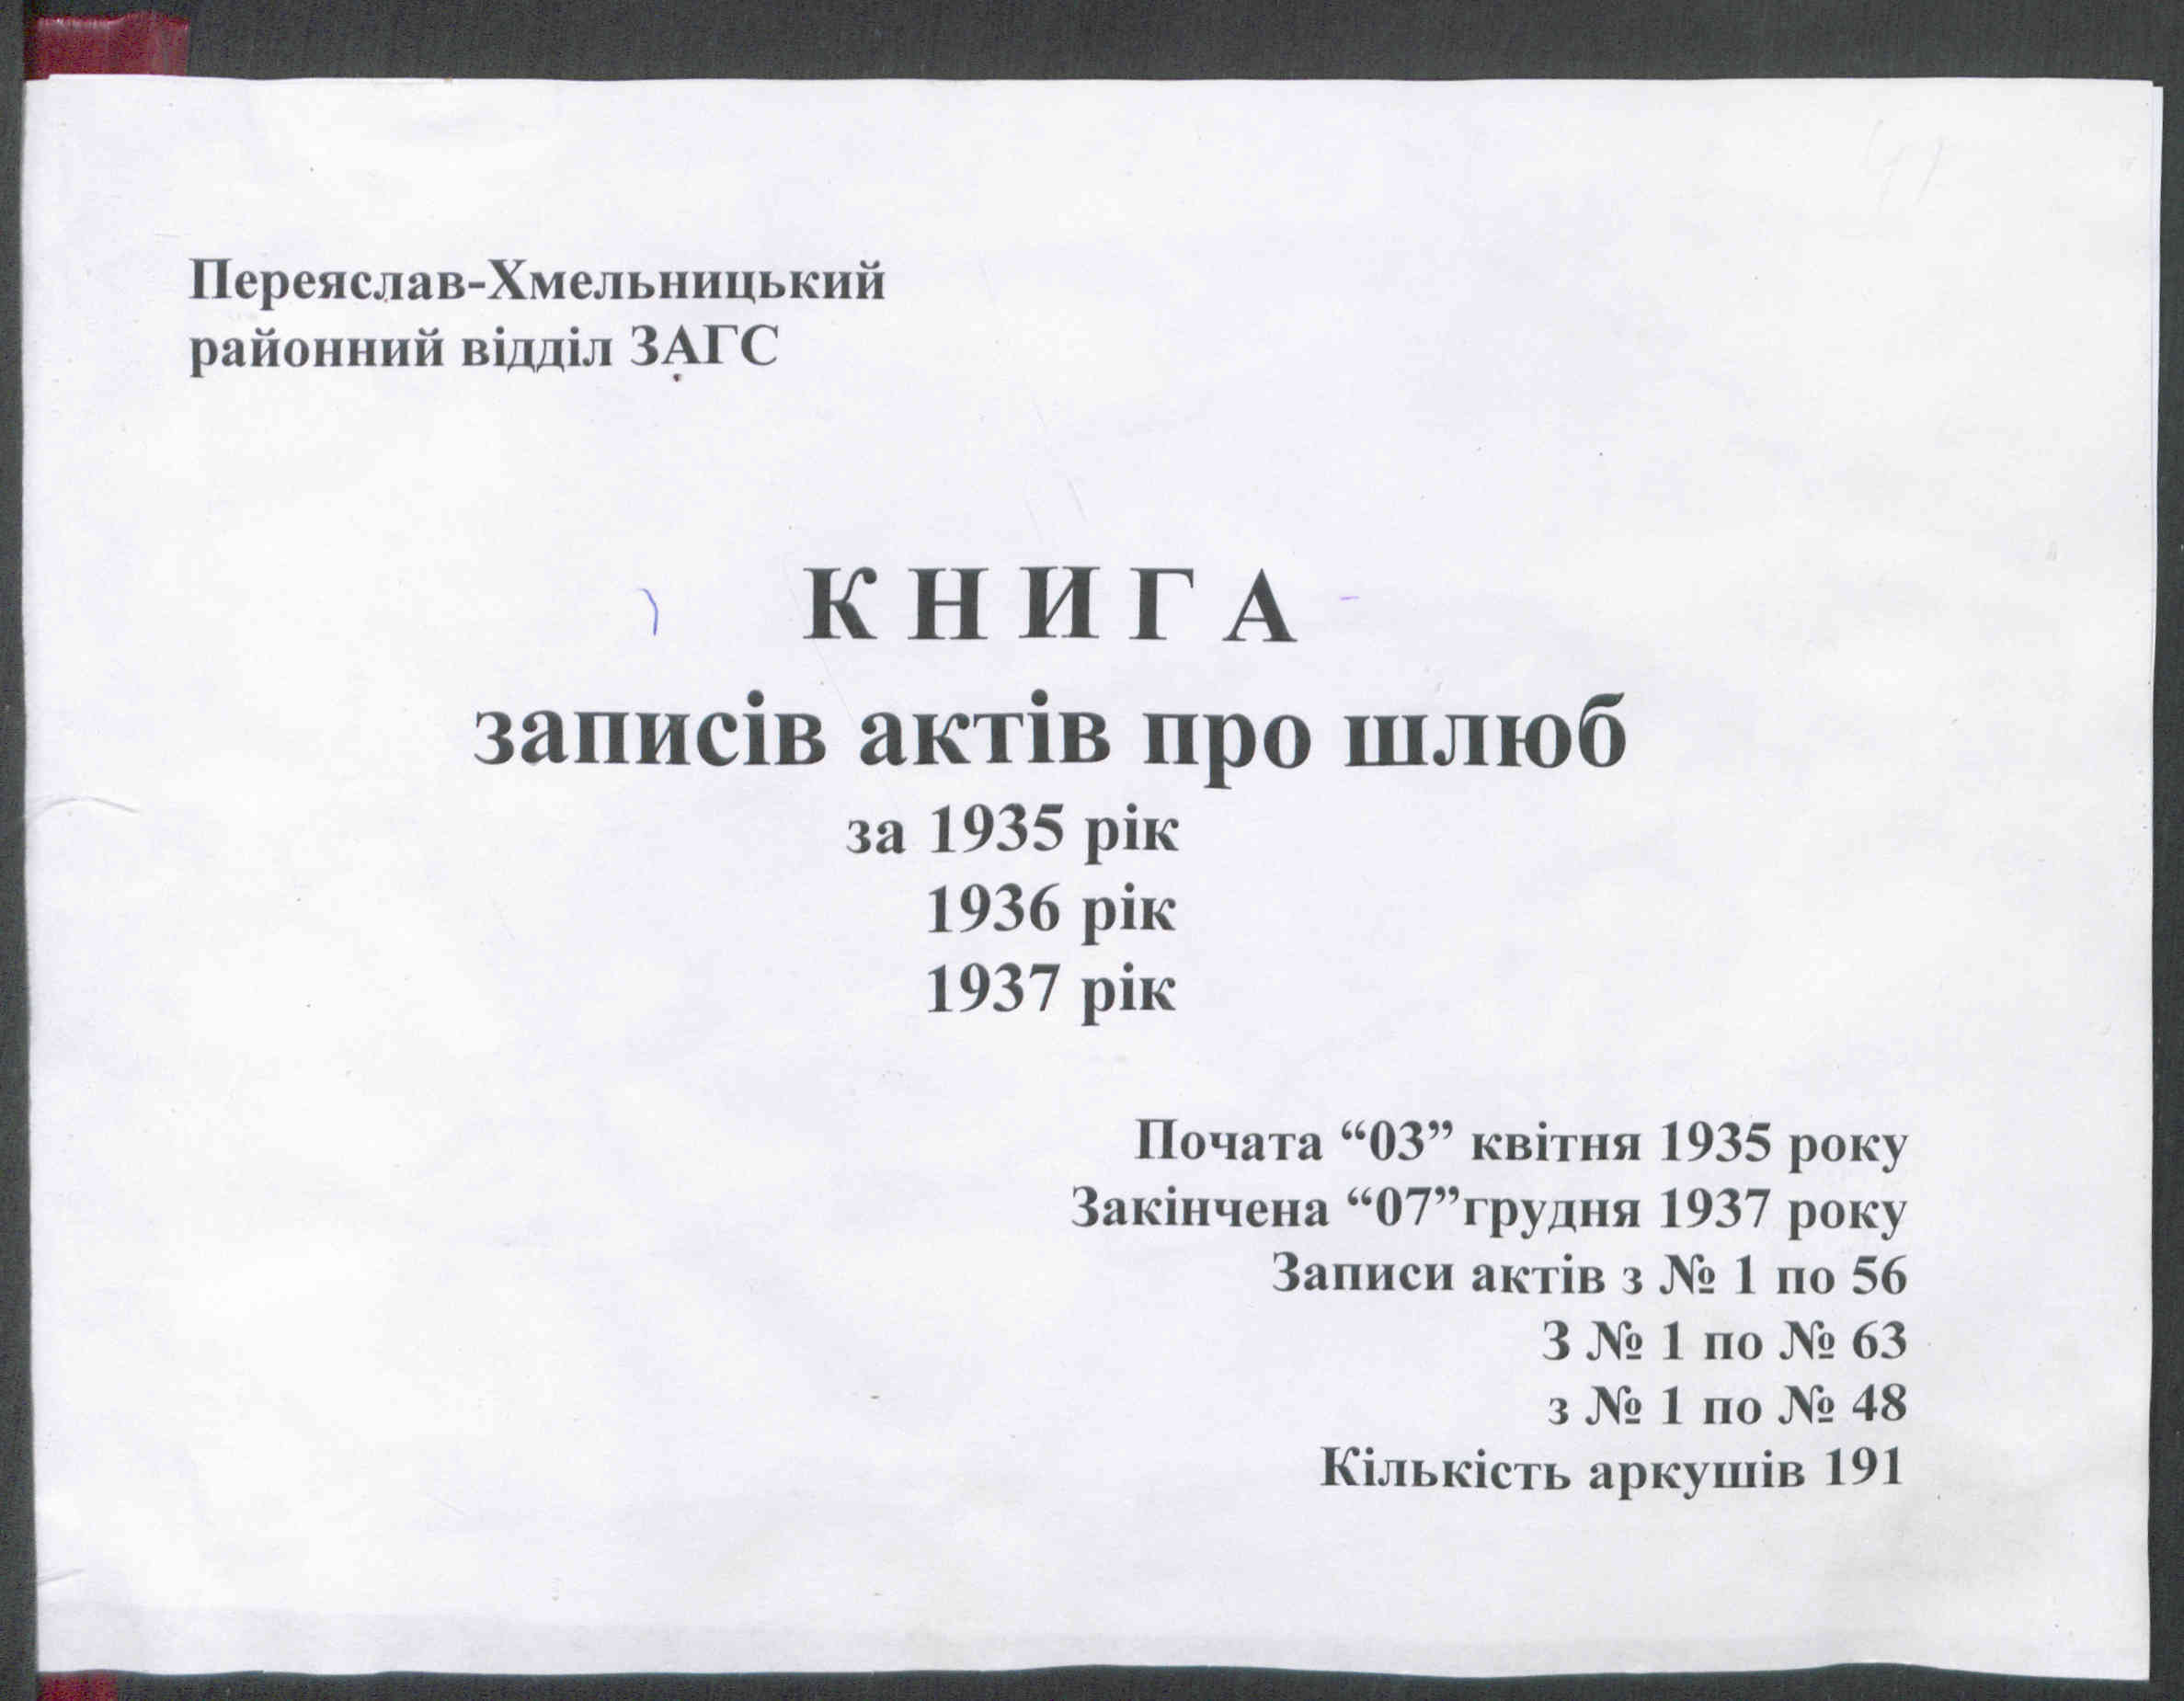 Переяслав-Хмельницький
районний відділ ЗАГС
К Н И Г А
записів актів про шлюб
за 1935 рік
1936 рік
1937 рік
Почата “03” квітня 1935 року
Закінчена “07”грудня 1937 року
Записи актів з № 1 по 56
З № 1 по № 63
з № 1 по № 48
Кількість аркушів 191